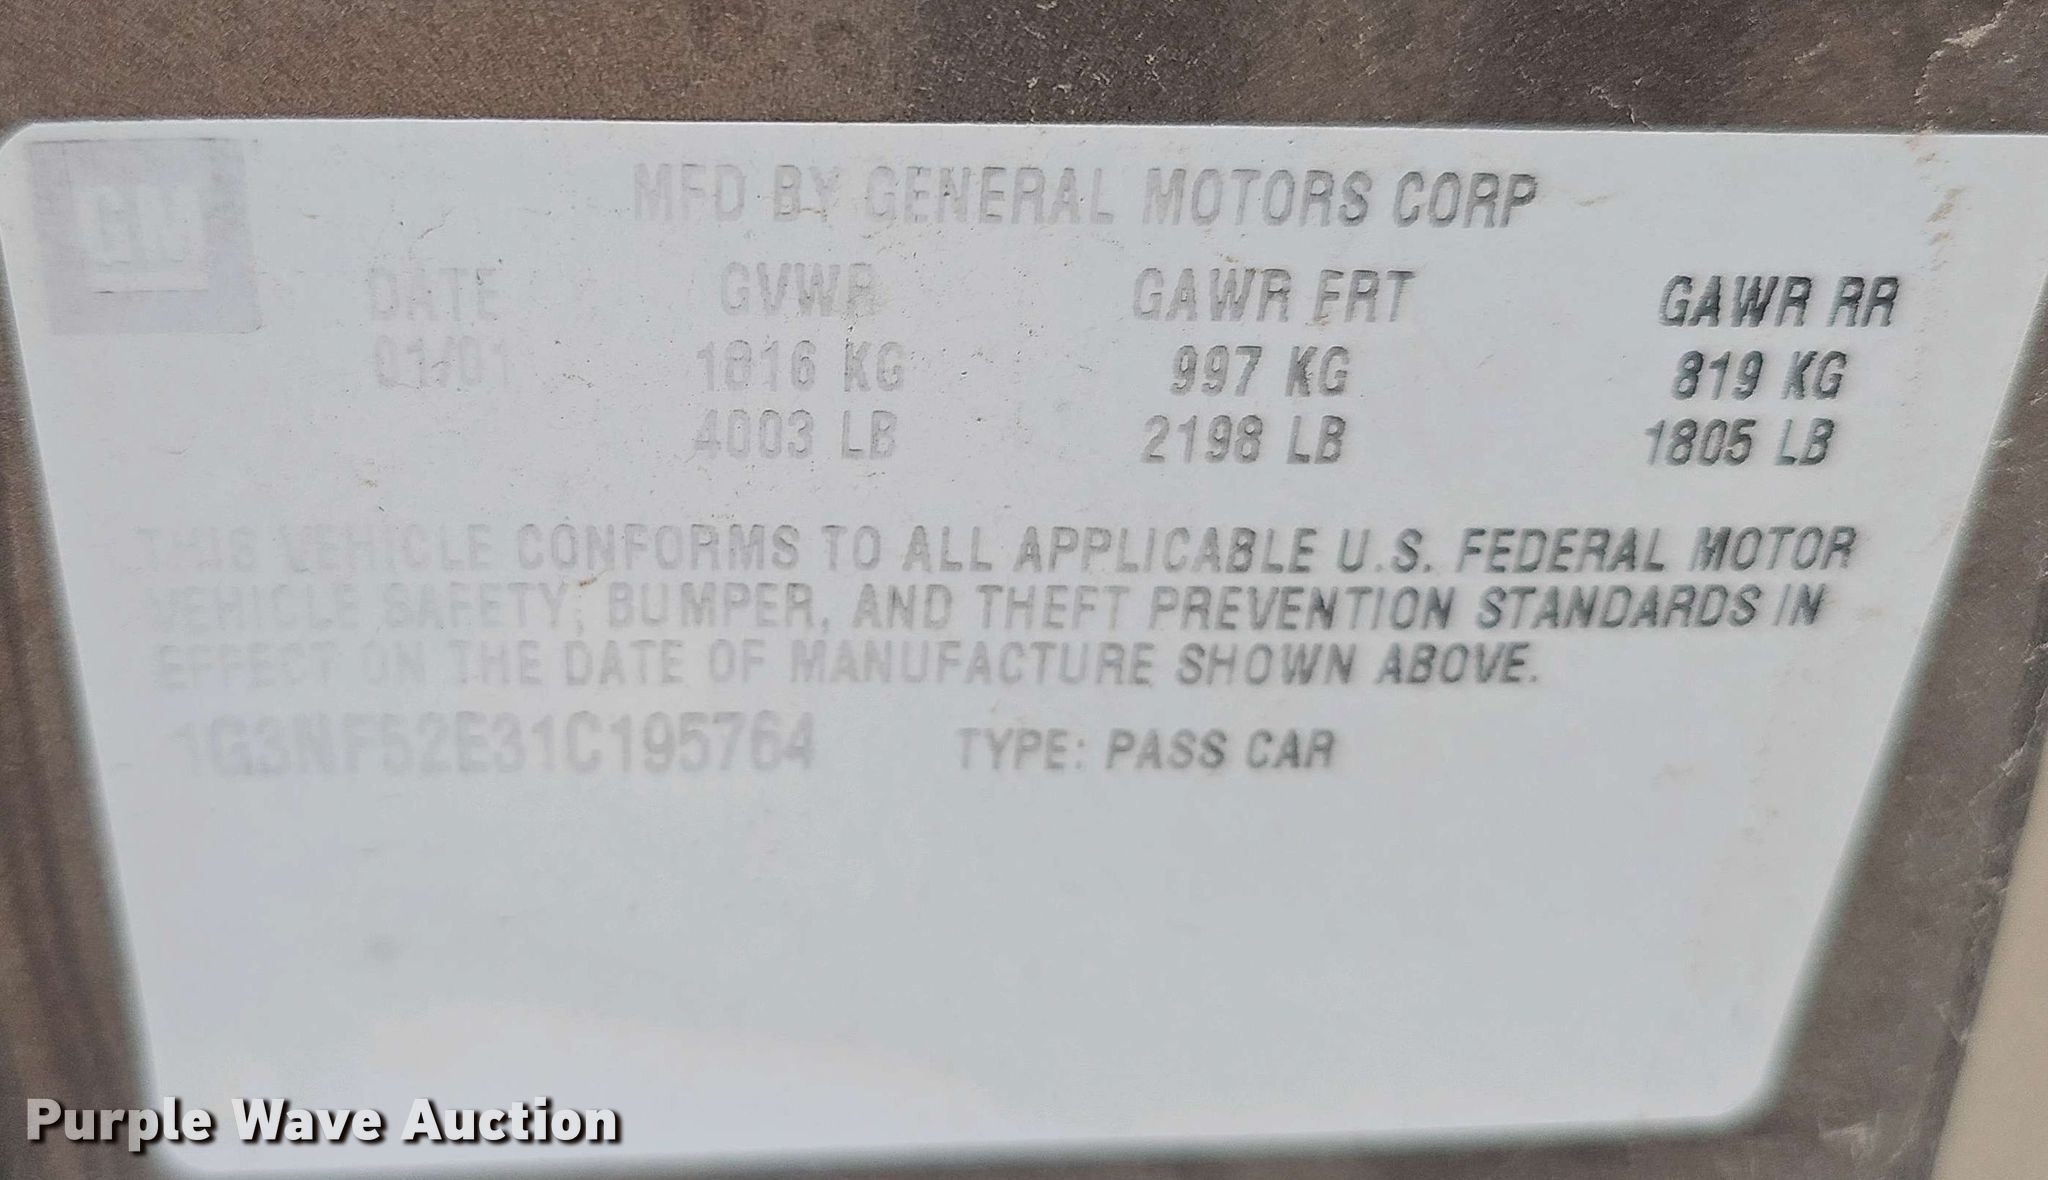 GM
MFD BY GENERAL MOTORS CORP
DATE GVWR GAWR FRT GAWR RR
01/01 1816 KG 997 KG 819 KG
4003 LB 2198 LB 1805 LB
THIS VEHICLE CONFORMS TO ALL APPLICABLE U.S. FEDERAL MOTOR
VEHICLE SAFETY, BUMPER, AND THEFT PREVENTION STANDARDS IN
EFFECT ON THE DATE OF MANUFACTURE SHOWN ABOVE.
1G3NF52E31C195764 TYPE: PASS CAR
Purple Wave Auction